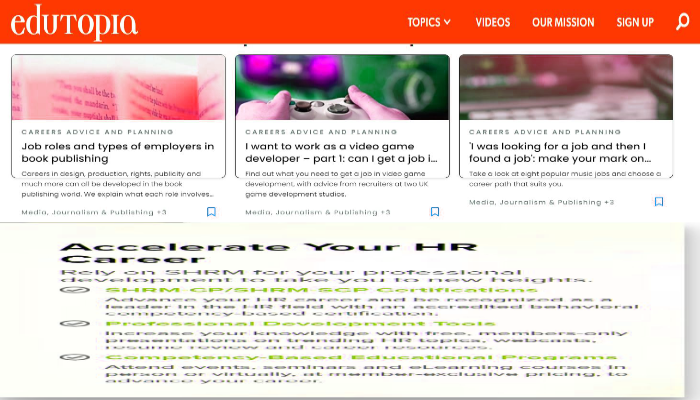 edutopia
TOPICS VIDEOS OUR MISSION SIGN UP
CAREERS ADVICE AND PLANNING
Job roles and types of employers in
book publishing
Careers in design, production, rights, publicity and
much more can all be developed in the book
publishing world. We explain what each role involves...
Media, Journalism & Publishing +3
CAREERS ADVICE AND PLANNING
I want to work as a video game
developer – part 1: can I get a job i...
Find out what you need to get a job in video game
development, with advice from recruiters at two UK
game development studios.
Media, Journalism & Publishing +3
CAREERS ADVICE AND PLANNING
'I was looking for a job and then I
found a job': make your mark on...
Take a look at eight popular music jobs and choose a
career path that suits you.
Media, Journalism & Publishing +3
Accelerate Your HR
Career
Rely on SHRM for your professional
development to take you to new heights.
SHRM-CP/SHRM-SCP Certifications
Advance your HR career and be recognized as a
leader in the HR field with an accredited behavioral
competency-based certification.
Professional Development Tools
Increase your knowledge with members-only
presentations on trending HR topics, webcasts,
resume review and career resources.
Competency-Based Educational Programs
Attend events, seminars and eLearning courses in
person or virtually, at member-exclusive pricing, to
advance your career.